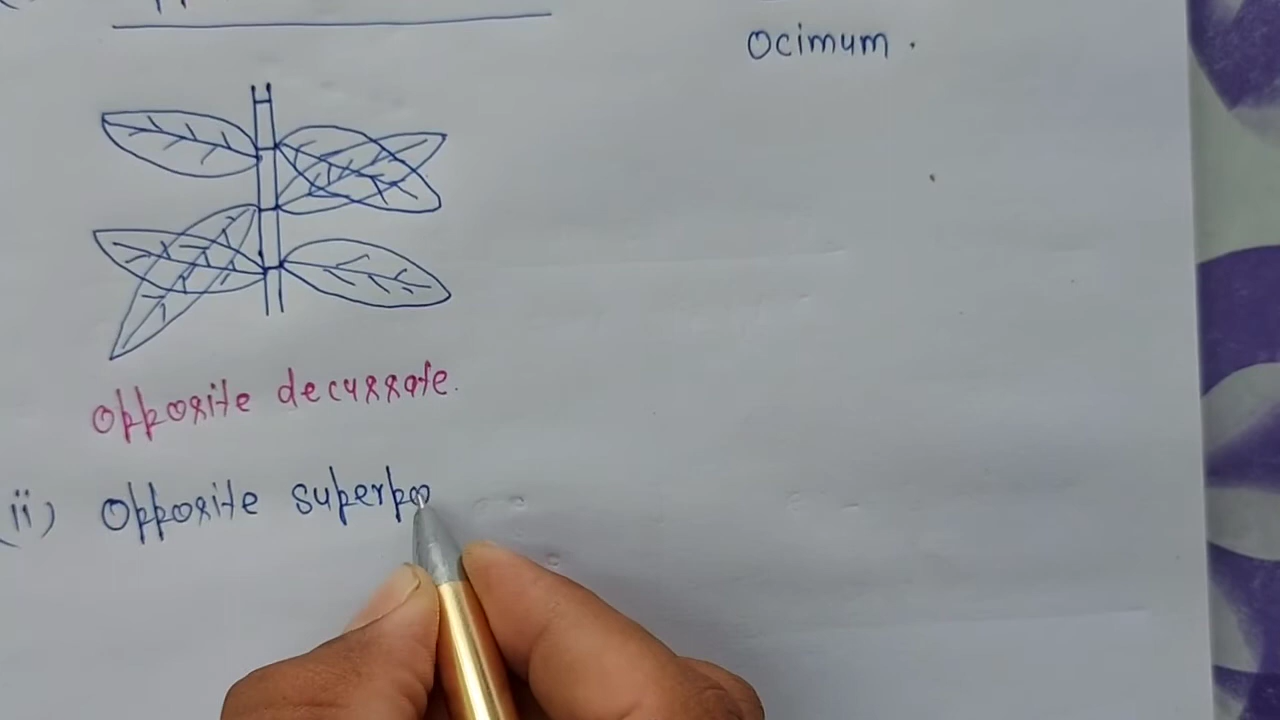 ocimum.
opposite decussate.
(ii) Opposite superpo